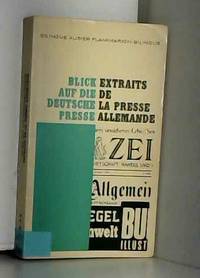 BILINGUE AUBIER FLAMMARION BILINGUE
BLICK EXTRAITS
AUF DIE DE
DEUTSCHE LA PRESSE
PRESSE ALLEMANDE
ZEI
Allgemein
EGEL
welt
BU
ILLUST